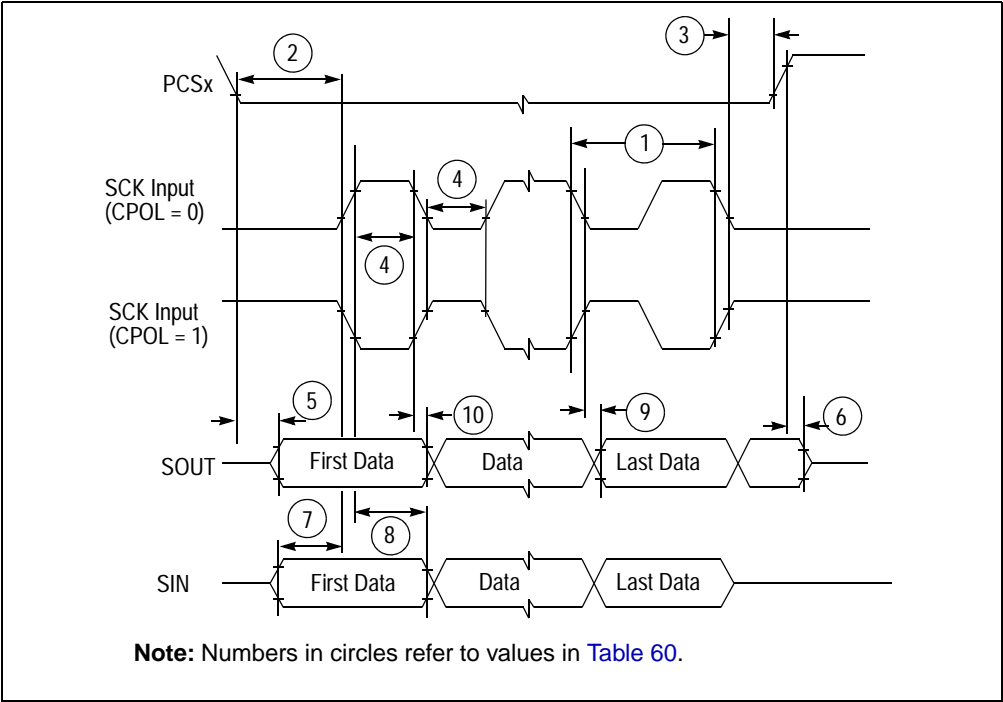 3
2
PCSx
1
SCK Input
(CPOL = 0)
4
4
SCK Input
(CPOL = 1)
5
10
9
6
SOUT
First Data
Data
Last Data
7
8
SIN
First Data
Data
Last Data
Note: Numbers in circles refer to values in Table 60.